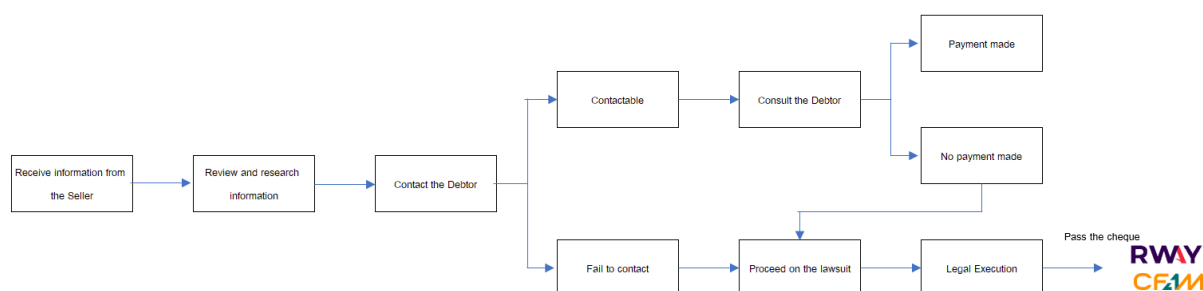 Payment made
Contactable
Consult the Debtor
No payment made
Receive information from
the Seller
Review and research
information
Contact the Debtor
Pass the cheque
Fail to contact
Proceed on the lawsuit
Legal Execution
RWAY
CF21M